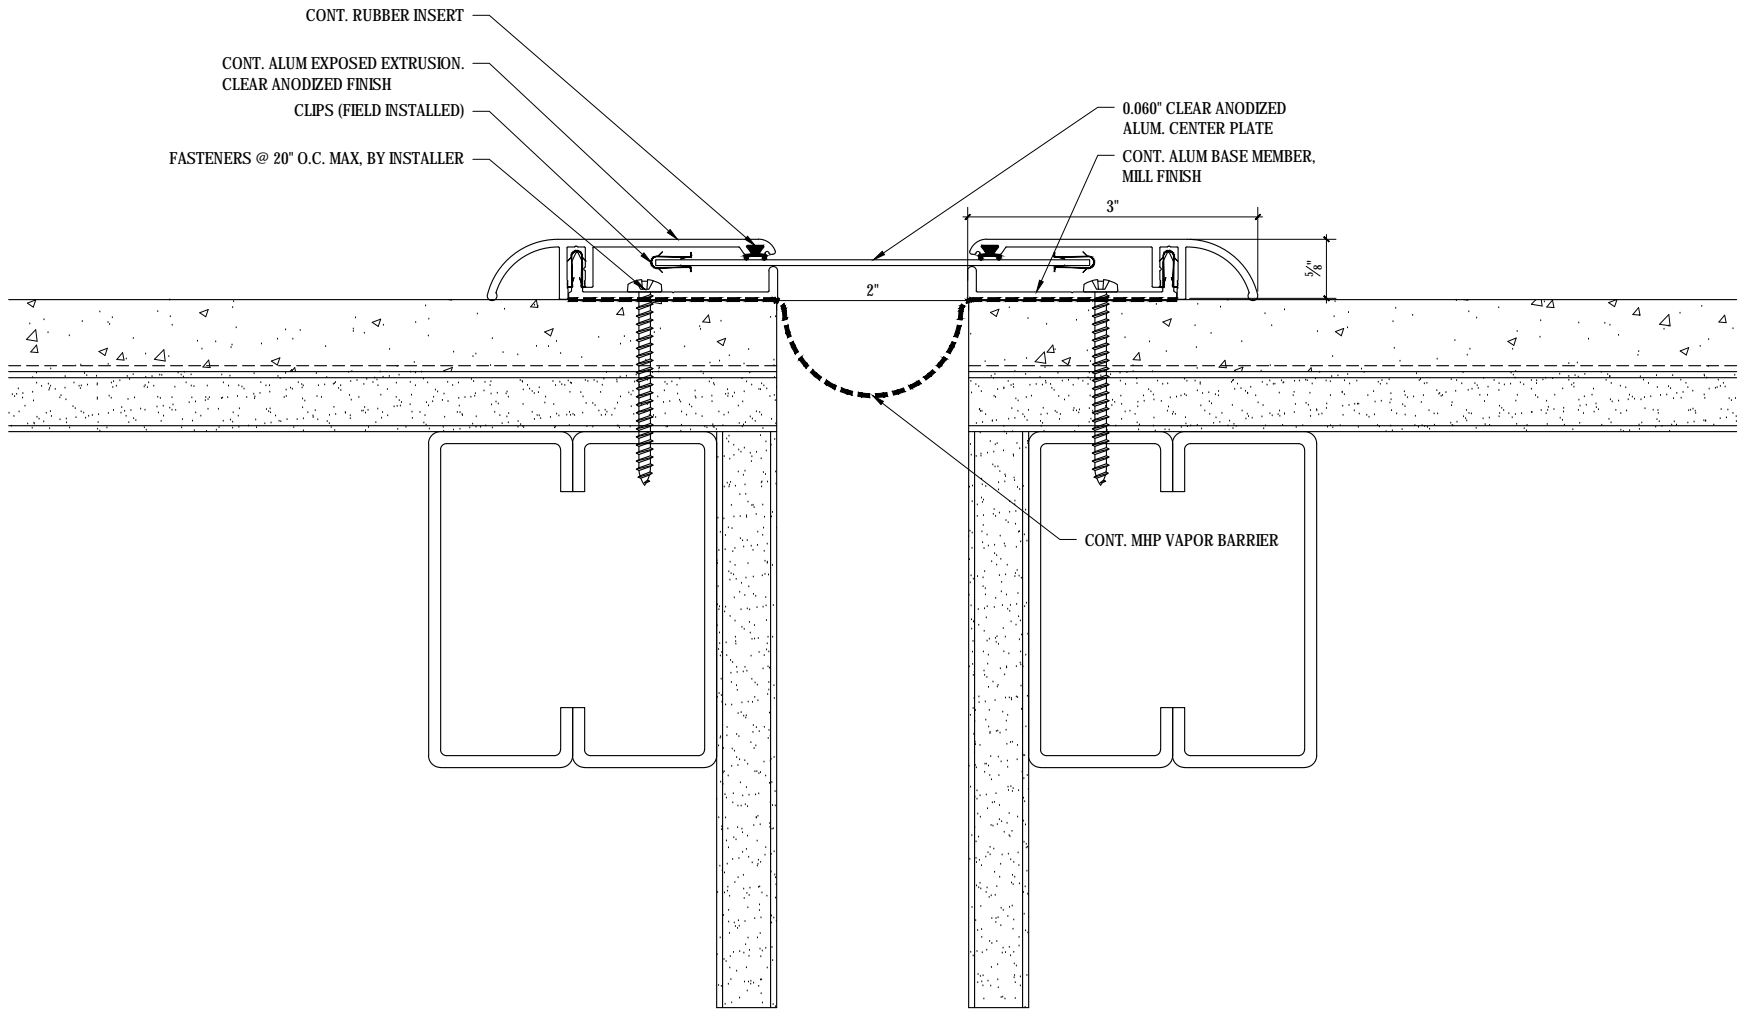 CONT. RUBBER INSERT
CONT. ALUM EXPOSED EXTRUSION.
CLEAR ANODIZED FINISH
CLIPS (FIELD INSTALLED)
FASTENERS @ 20" O.C. MAX, BY INSTALLER
0.060" CLEAR ANODIZED
ALUM. CENTER PLATE
CONT. ALUM BASE MEMBER,
MILL FINISH
3"
5/8"
2"
CONT. MHP VAPOR BARRIER